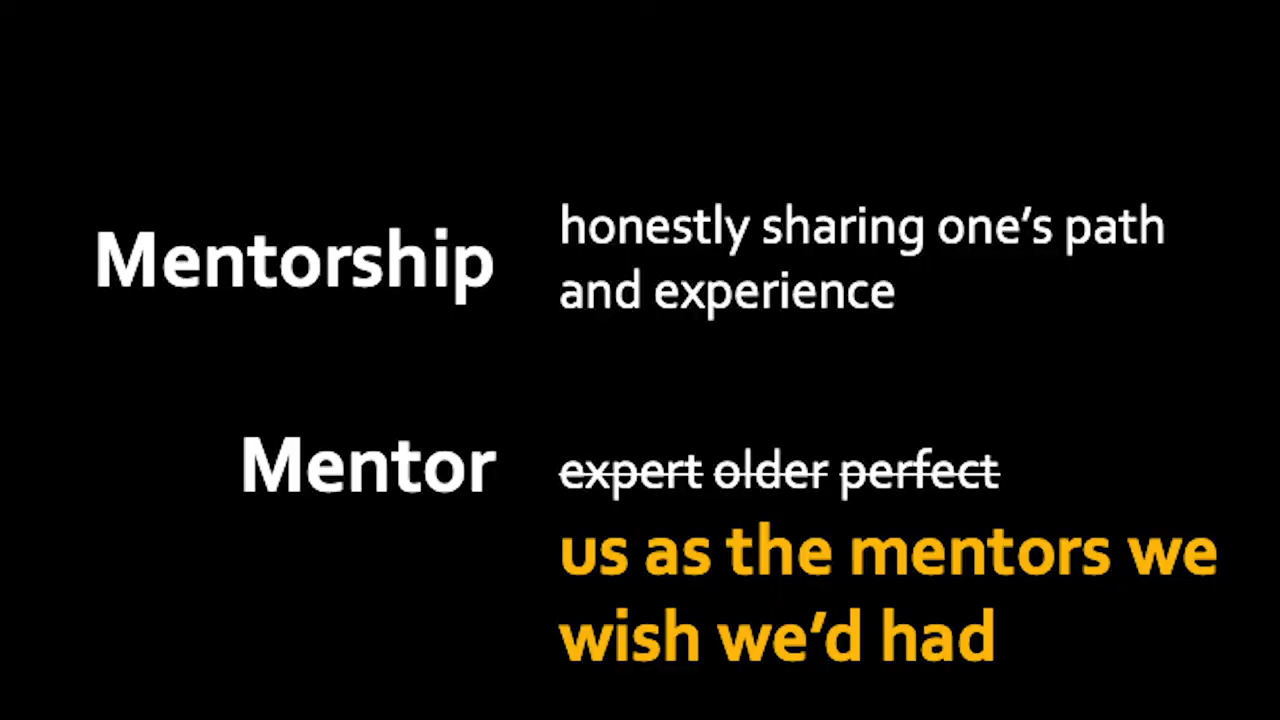 Mentorship
honestly sharing one’s path
and experience
Mentor
expert older perfect
us as the mentors we
wish we’d had